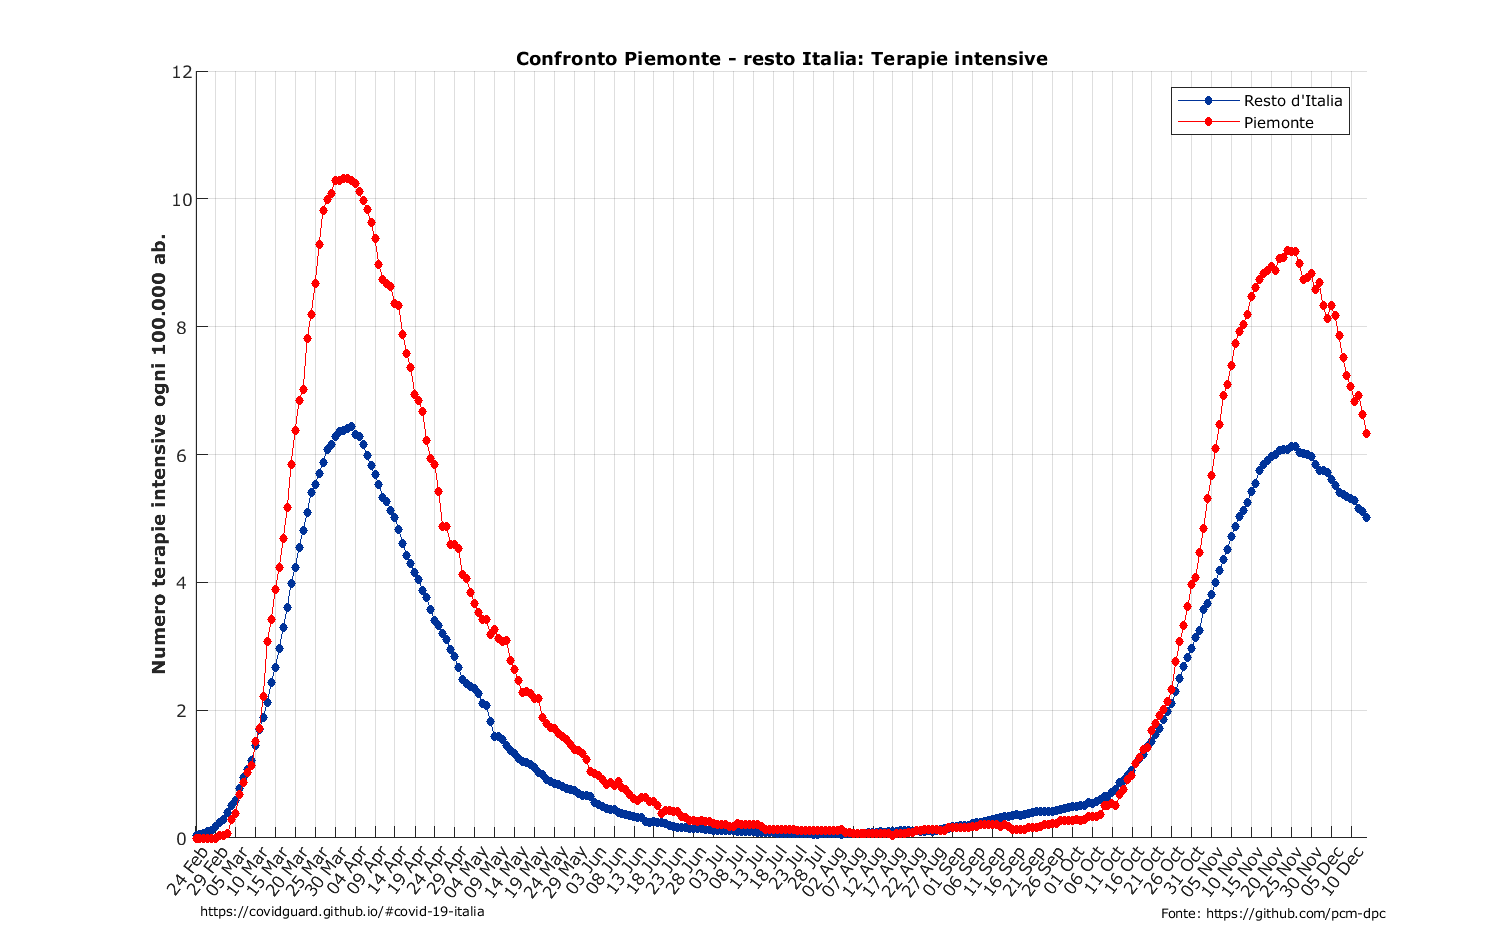 Confronto Piemonte - resto Italia: Terapie intensive
Resto d'Italia
Piemonte
Numero terapie intensive ogni 100.000 ab.
12
10
8
6
4
2
0
24 Feb
29 Feb
05 Mar
10 Mar
15 Mar
20 Mar
25 Mar
30 Mar
04 Apr
09 Apr
14 Apr
19 Apr
24 Apr
29 Apr
04 May
09 May
14 May
19 May
24 May
29 May
03 Jun
08 Jun
13 Jun
18 Jun
23 Jun
28 Jun
03 Jul
08 Jul
13 Jul
18 Jul
23 Jul
28 Jul
02 Aug
07 Aug
12 Aug
17 Aug
22 Aug
27 Aug
01 Sep
06 Sep
11 Sep
16 Sep
21 Sep
26 Sep
01 Oct
06 Oct
11 Oct
16 Oct
21 Oct
26 Oct
31 Oct
05 Nov
10 Nov
15 Nov
20 Nov
25 Nov
30 Nov
05 Dec
10 Dec
https://covidguard.github.io/#covid-19-italia
Fonte: https://github.com/pcm-dpc